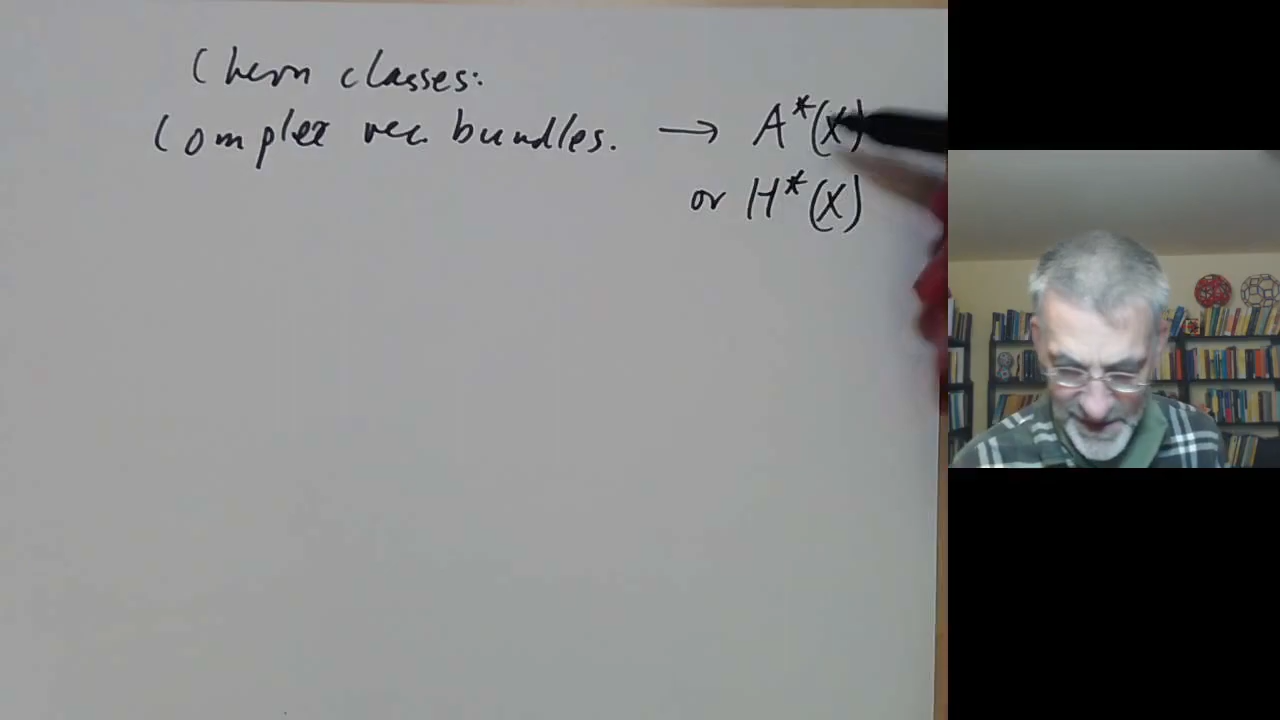 Chern classes:
Complex vec. bundles. → A*(X)
or H*(X)